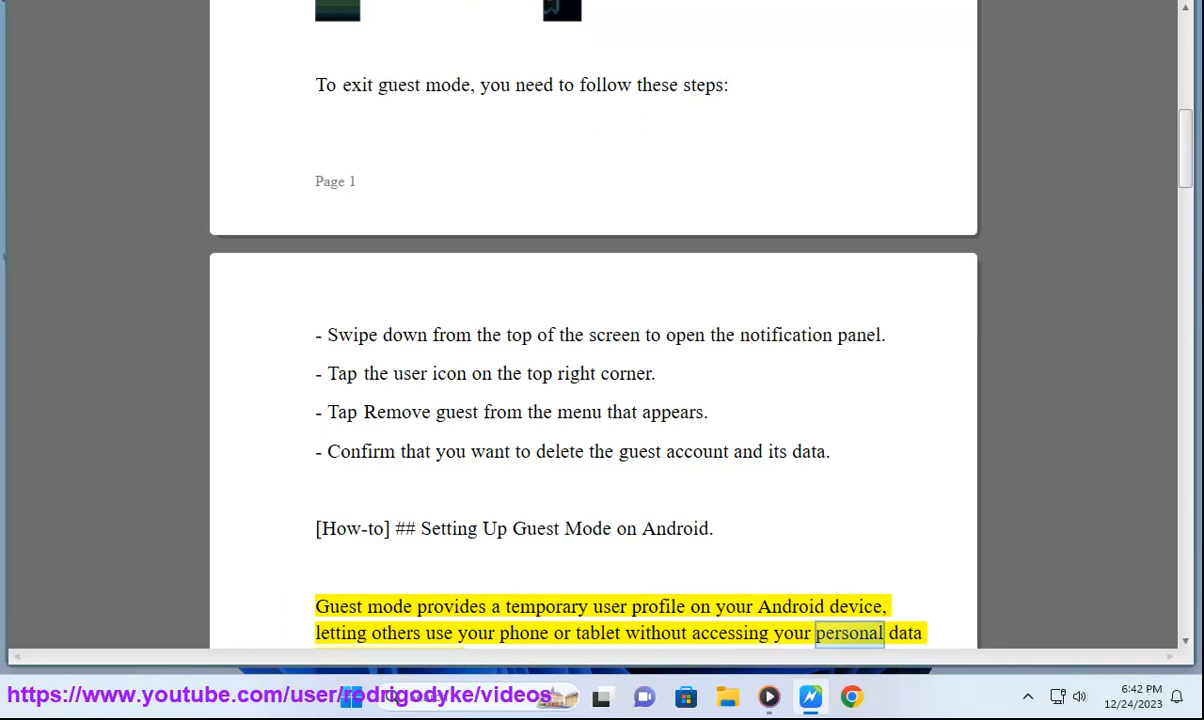 To exit guest mode, you need to follow these steps:
Page 1
- Swipe down from the top of the screen to open the notification panel.
- Tap the user icon on the top right corner.
- Tap Remove guest from the menu that appears.
- Confirm that you want to delete the guest account and its data.
[How-to] ## Setting Up Guest Mode on Android.
Guest mode provides a temporary user profile on your Android device,
letting others use your phone or tablet without accessing your personal data
https://www.youtube.com/user/rodrigodyke/videos
6:42 PM
12/24/2023